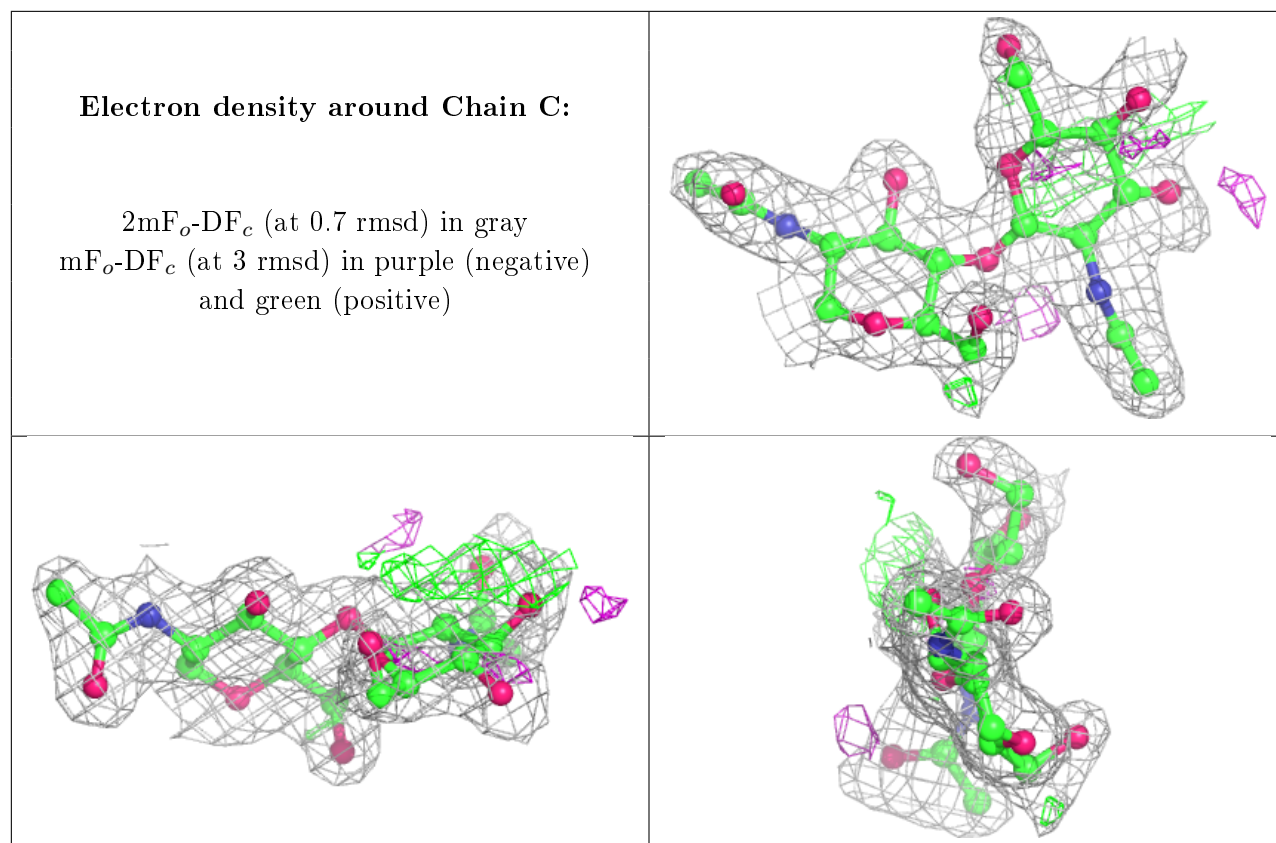 Electron density around Chain C:
2mFₒ-DF𝒸 (at 0.7 rmsd) in gray
mFₒ-DF𝒸 (at 3 rmsd) in purple (negative)
and green (positive)